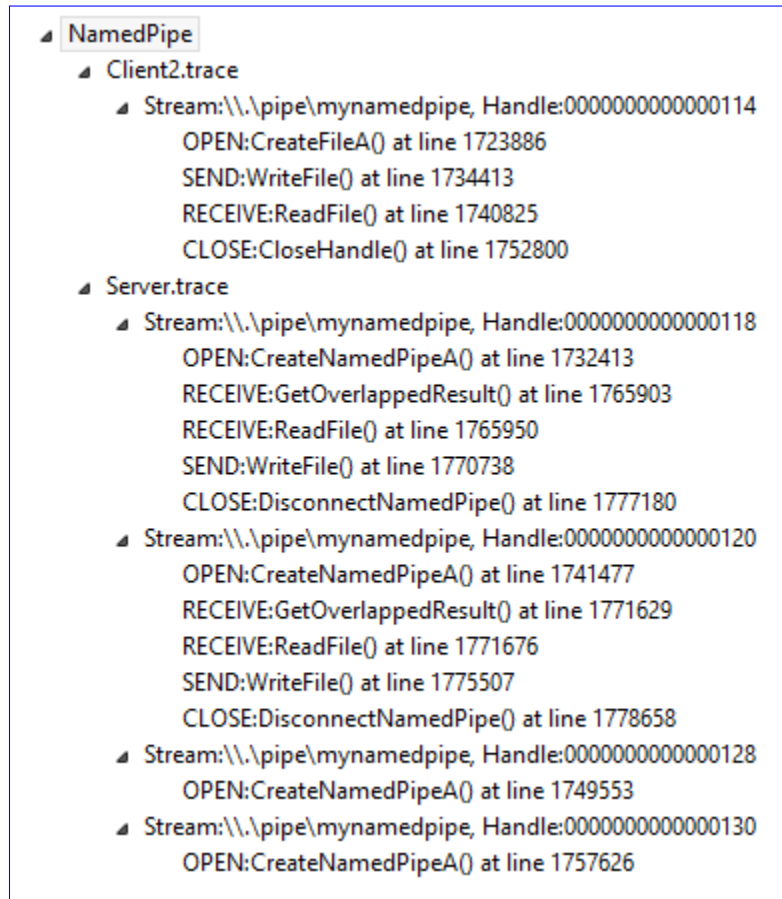 NamedPipe
Client2.trace
Stream:\\.\pipe\mynamedpipe, Handle:0000000000000114
OPEN:CreateFileA() at line 1723886
SEND:WriteFile() at line 1734413
RECEIVE:ReadFile() at line 1740825
CLOSE:CloseHandle() at line 1752800
Server.trace
Stream:\\.\pipe\mynamedpipe, Handle:0000000000000118
OPEN:CreateNamedPipeA() at line 1732413
RECEIVE:GetOverlappedResult() at line 1765903
RECEIVE:ReadFile() at line 1765950
SEND:WriteFile() at line 1770738
CLOSE:DisconnectNamedPipe() at line 1777180
Stream:\\.\pipe\mynamedpipe, Handle:0000000000000120
OPEN:CreateNamedPipeA() at line 1741477
RECEIVE:GetOverlappedResult() at line 1771629
RECEIVE:ReadFile() at line 1771676
SEND:WriteFile() at line 1775507
CLOSE:DisconnectNamedPipe() at line 1778658
Stream:\\.\pipe\mynamedpipe, Handle:0000000000000128
OPEN:CreateNamedPipeA() at line 1749553
Stream:\\.\pipe\mynamedpipe, Handle:0000000000000130
OPEN:CreateNamedPipeA() at line 1757626